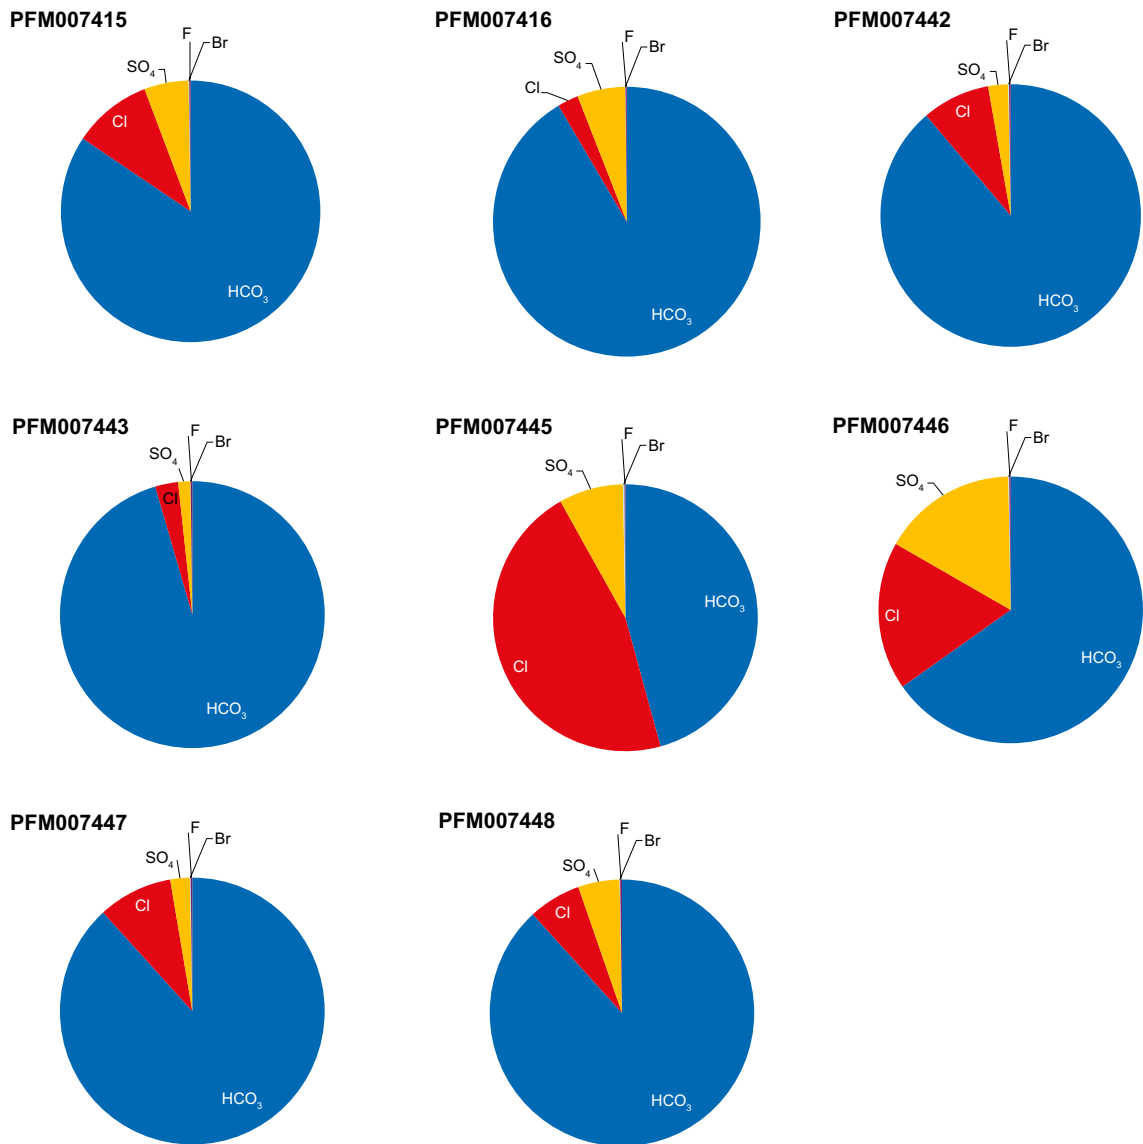 PFM007415
F
Br
SO₄
Cl
HCO₃
PFM007416
F
Br
SO₄
Cl
HCO₃
PFM007442
F
Br
SO₄
Cl
HCO₃
PFM007443
F
Br
SO₄
Cl
HCO₃
PFM007445
F
Br
SO₄
HCO₃
Cl
PFM007446
F
Br
SO₄
Cl
HCO₃
PFM007447
F
Br
SO₄
Cl
HCO₃
PFM007448
F
Br
SO₄
Cl
HCO₃